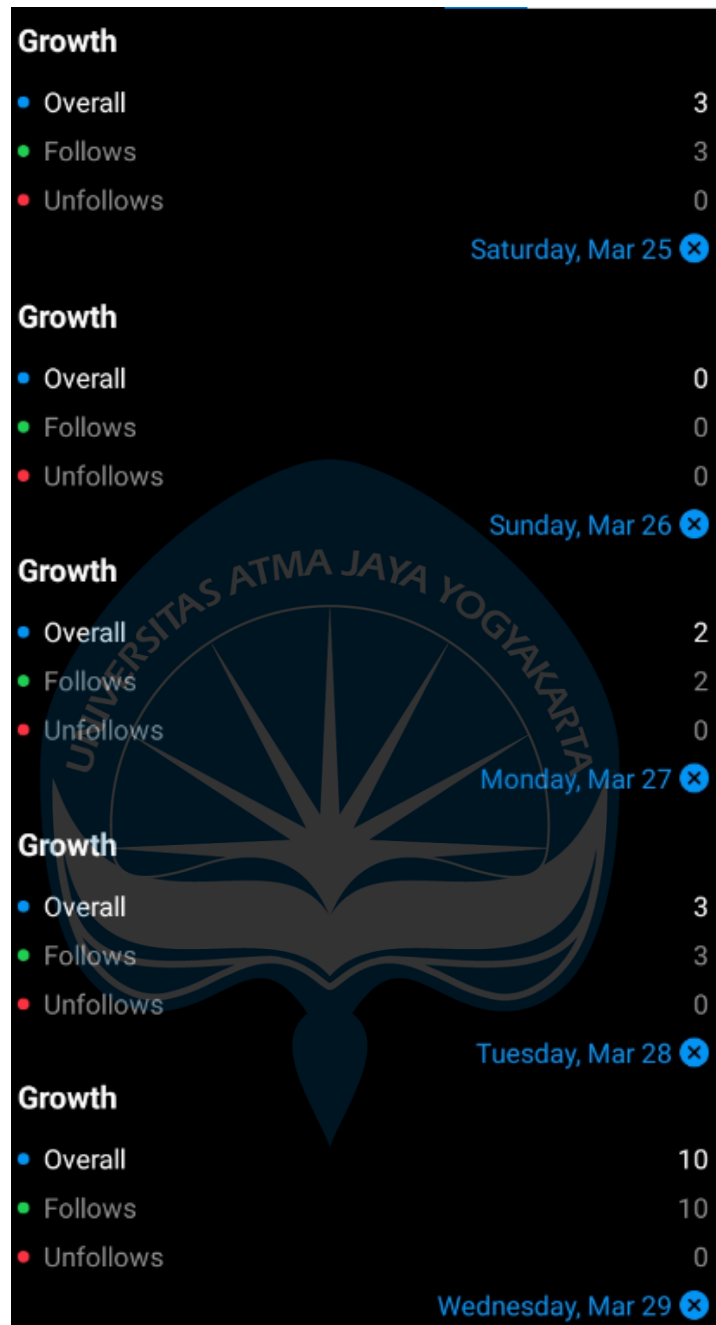 Growth
Overall 3
Follows 3
Unfollows 0
Saturday, Mar 25
Growth
Overall 0
Follows 0
Unfollows 0
Sunday, Mar 26
Growth
Overall 2
Follows 2
Unfollows 0
Monday, Mar 27
Growth
Overall 3
Follows 3
Unfollows 0
Tuesday, Mar 28
Growth
Overall 10
Follows 10
Unfollows 0
Wednesday, Mar 29
UNIVERSITAS ATMA JAYA YOGYAKARTA